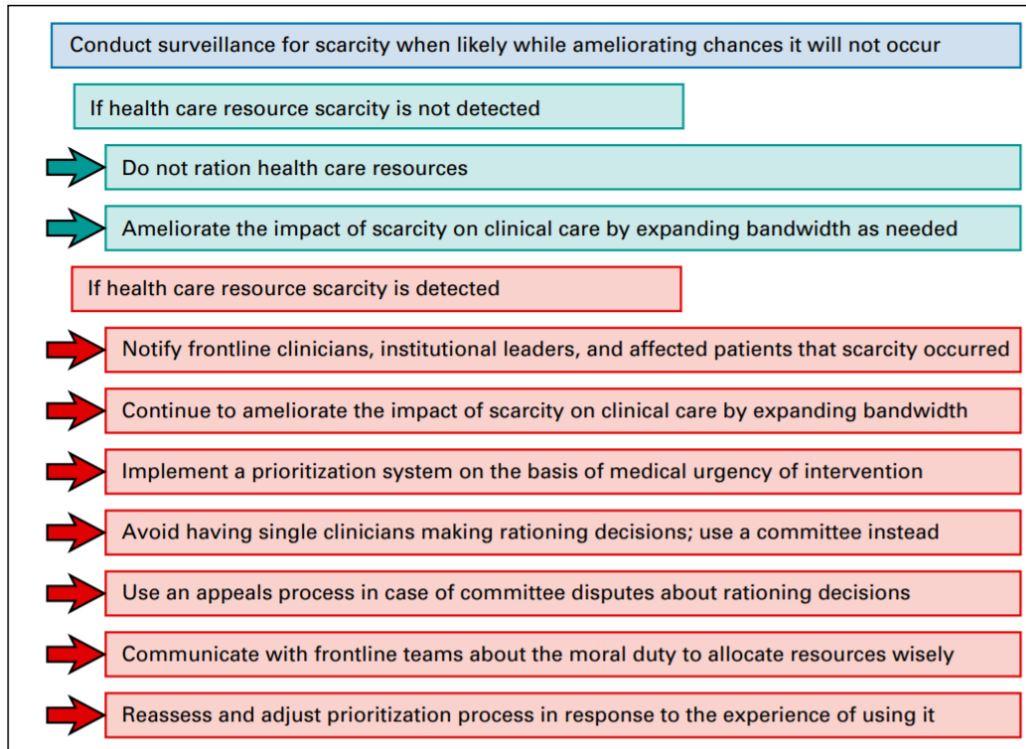 Conduct surveillance for scarcity when likely while ameliorating chances it will not occur
If health care resource scarcity is not detected
Do not ration health care resources
Ameliorate the impact of scarcity on clinical care by expanding bandwidth as needed
If health care resource scarcity is detected
Notify frontline clinicians, institutional leaders, and affected patients that scarcity occurred
Continue to ameliorate the impact of scarcity on clinical care by expanding bandwidth
Implement a prioritization system on the basis of medical urgency of intervention
Avoid having single clinicians making rationing decisions; use a committee instead
Use an appeals process in case of committee disputes about rationing decisions
Communicate with frontline teams about the moral duty to allocate resources wisely
Reassess and adjust prioritization process in response to the experience of using it